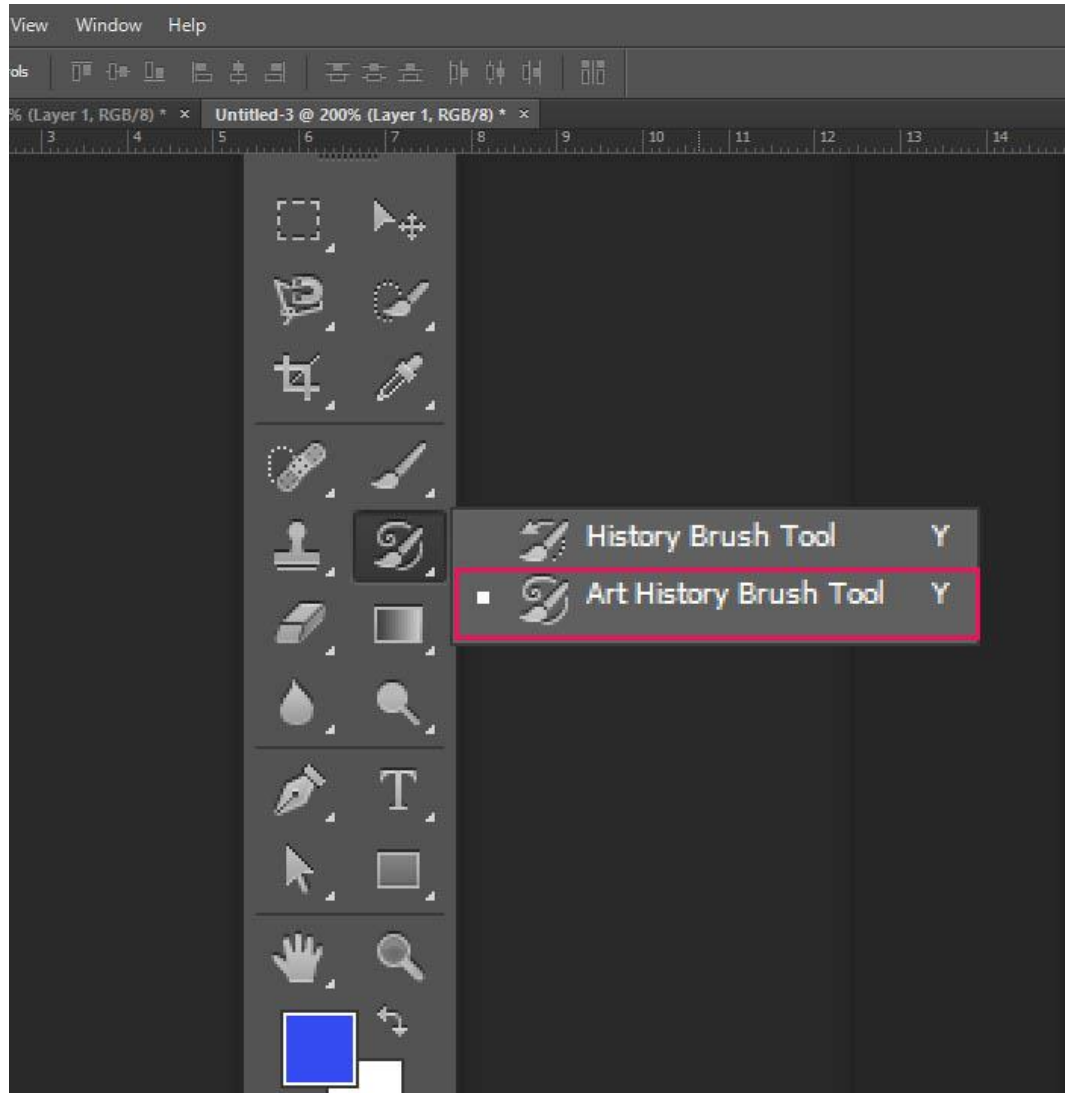 View Window Help
ols
% (Layer 1, RGB/8) * × Untitled-3 @ 200% (Layer 1, RGB/8) * ×
3 4 5 6 7 8 9 10 11 12 13 14
History Brush Tool Y
Art History Brush Tool Y
T